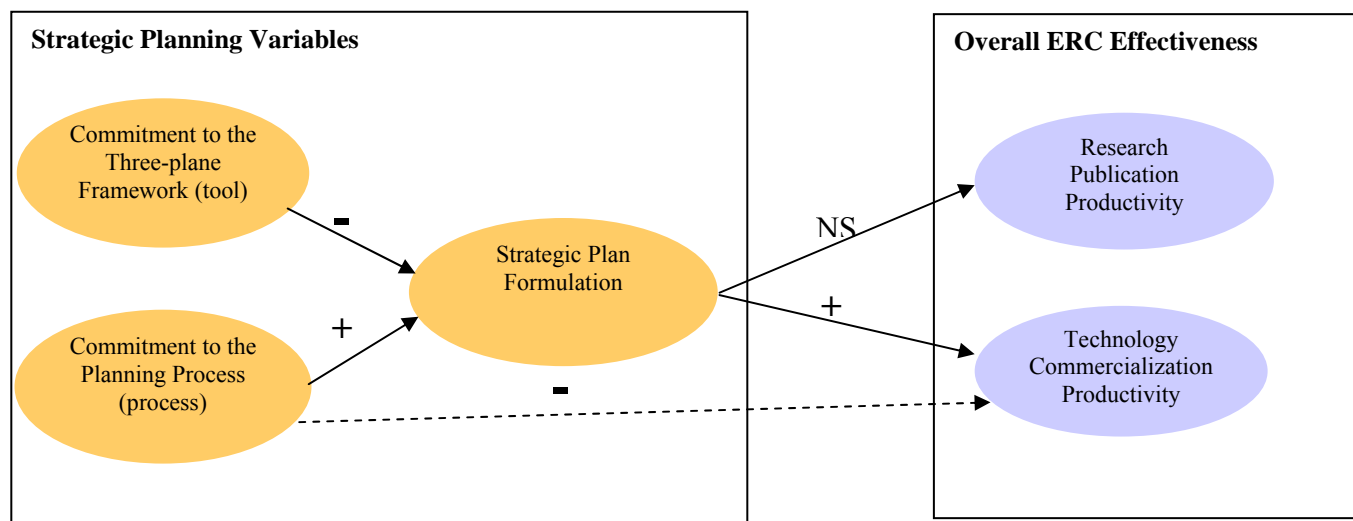 Strategic Planning Variables
Overall ERC Effectiveness
Commitment to the
Three-plane
Framework (tool)
-
Strategic Plan
Formulation
Commitment to the
Planning Process
(process)
+
NS
+
-
Research
Publication
Productivity
Technology
Commercialization
Productivity